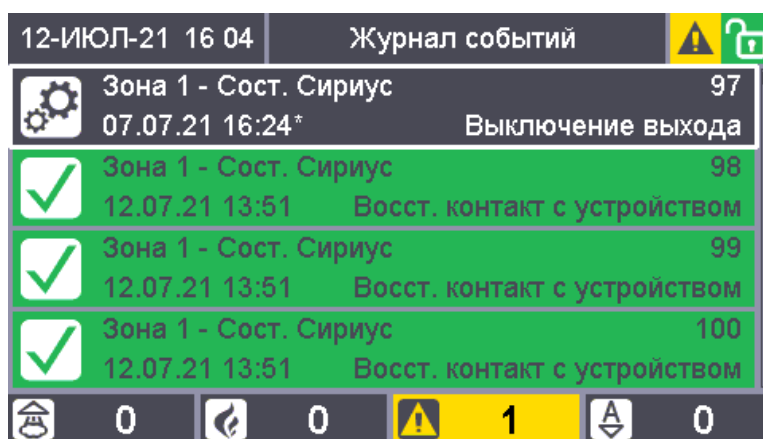 12-ИЮЛ-21 16 04 Журнал событий
Зона 1 - Сост. Сириус 97
07.07.21 16:24* Выключение выхода
Зона 1 - Сост. Сириус 98
12.07.21 13:51 Восст. контакт с устройством
Зона 1 - Сост. Сириус 99
12.07.21 13:51 Восст. контакт с устройством
Зона 1 - Сост. Сириус 100
12.07.21 13:51 Восст. контакт с устройством
0 0 1 A 0